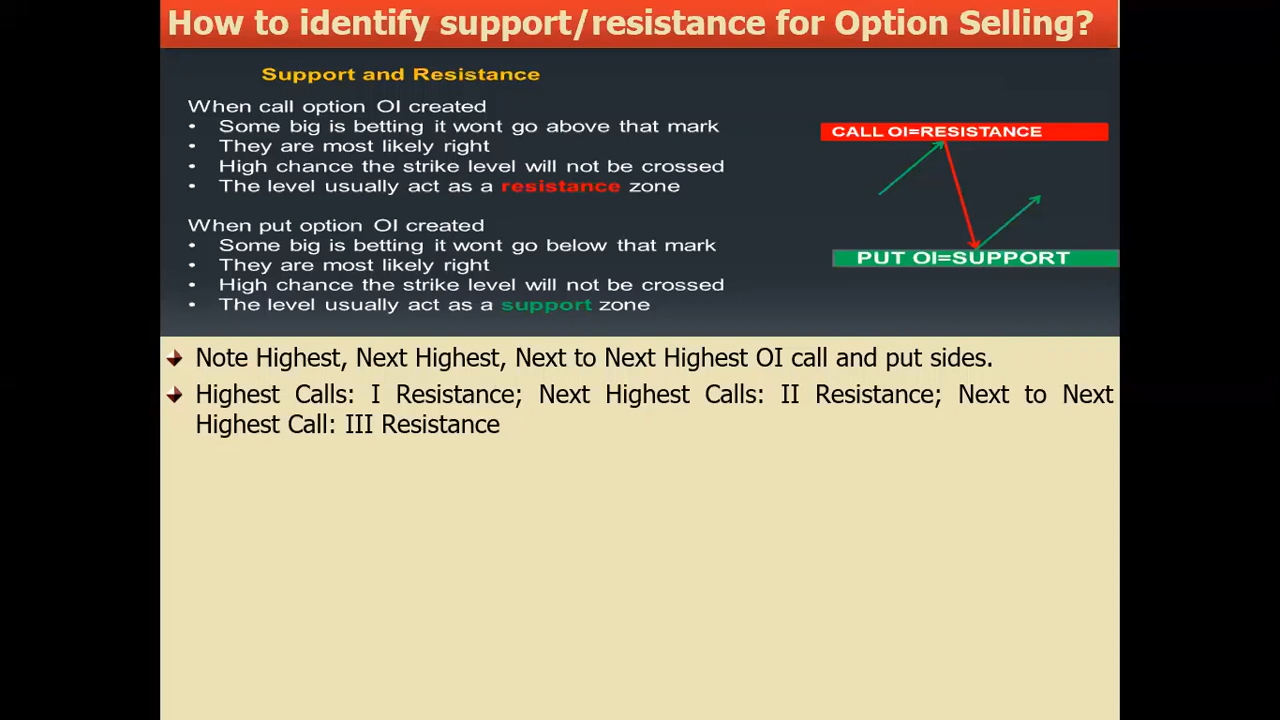 How to identify support/resistance for Option Selling?
Support and Resistance
When call option OI created
• Some big is betting it wont go above that mark
• They are most likely right
• High chance the strike level will not be crossed
• The level usually act as a resistance zone
When put option OI created
• Some big is betting it wont go below that mark
• They are most likely right
• High chance the strike level will not be crossed
• The level usually act as a support zone
CALL OI=RESISTANCE
PUT OI=SUPPORT
Note Highest, Next Highest, Next to Next Highest OI call and put sides.
Highest Calls: I Resistance; Next Highest Calls: II Resistance; Next to Next
Highest Call: III Resistance